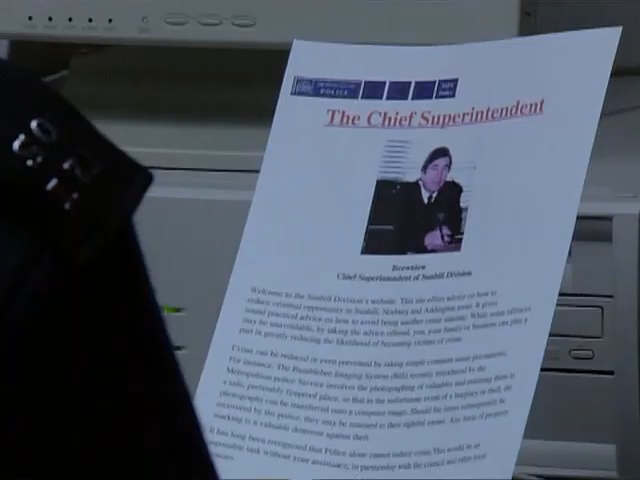 SO
POLICE
The Chief Superintendent
Brownlow
Chief Superintendent of Sunhill Division
Welcome to the Sunhill Division's website. This site offers advice on how to
reduce criminal opportunity in Sunhill, and areas. It gives
sound practical advice on how to avoid being another crime statistic. While some offences
may be unavoidable, by taking the advice offered, you, your family or business can play a
part in greatly reducing the likelihood of becoming victims of crime.
Crime can be reduced or even prevented by taking simple common sense precautions.
For instance, The Bumblebee Imaging System (BIS) recently introduced by the
Metropolitan Police Service involves the photographing of valuables and them in
a safe, preferably fireproof place, so that in the unfortunate event of a burglary or theft, the
photography can be transferred onto a computer image. Should the items subsequently be
recovered by the police, they may be returned to their rightful owner. Any form of property
marking is a valuable deterrent against theft.
It has long been recognised that Police alone cannot reduce crime. This would be an
impossible task without your assistance, in partnership with the council and other local